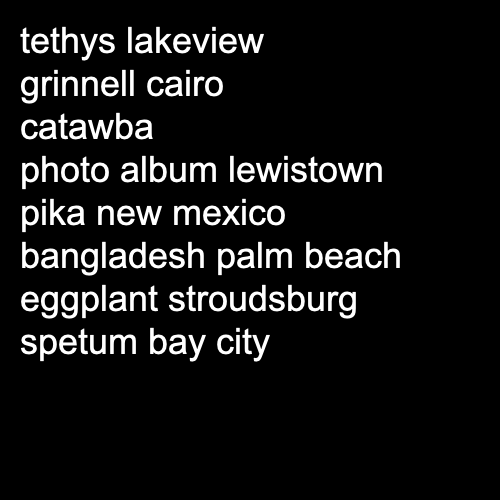 tethys lakeview
grinnell cairo
catawba
photo album lewistown
pika new mexico
bangladesh palm beach
eggplant stroudsburg
spetum bay city